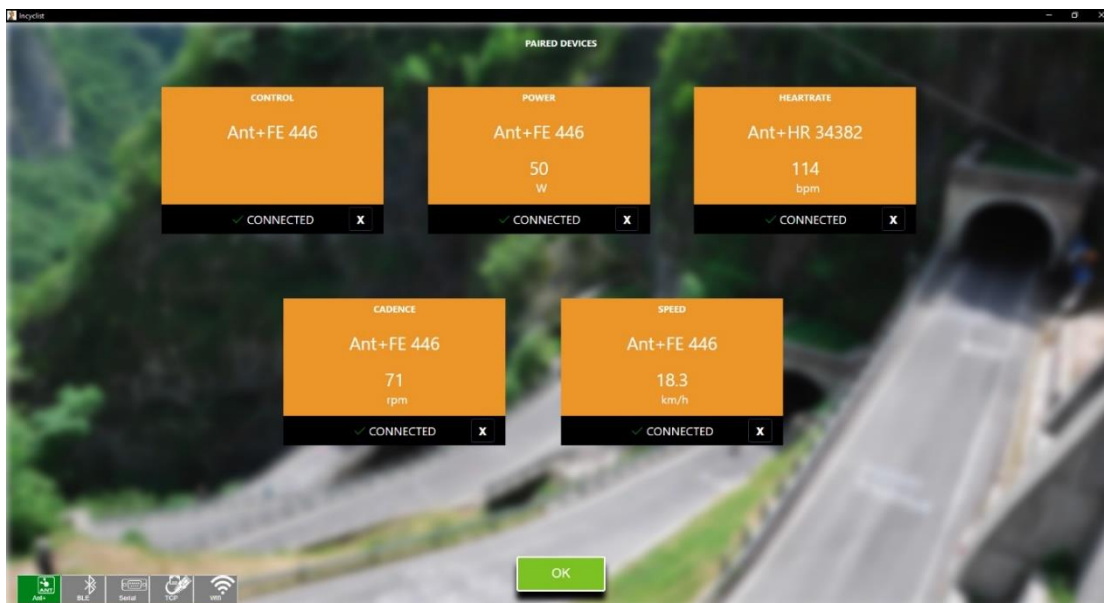 Incyclist
PAIRED DEVICES
CONTROL
Ant+FE 446
CONNECTED X
POWER
Ant+FE 446
50
W
CONNECTED X
HEARTRATE
Ant+HR 34382
114
bpm
CONNECTED X
CADENCE
Ant+FE 446
71
rpm
CONNECTED X
SPEED
Ant+FE 446
18.3
km/h
CONNECTED X
OK
ANT
Ant+
BLE
Serial
TCP
Wifi